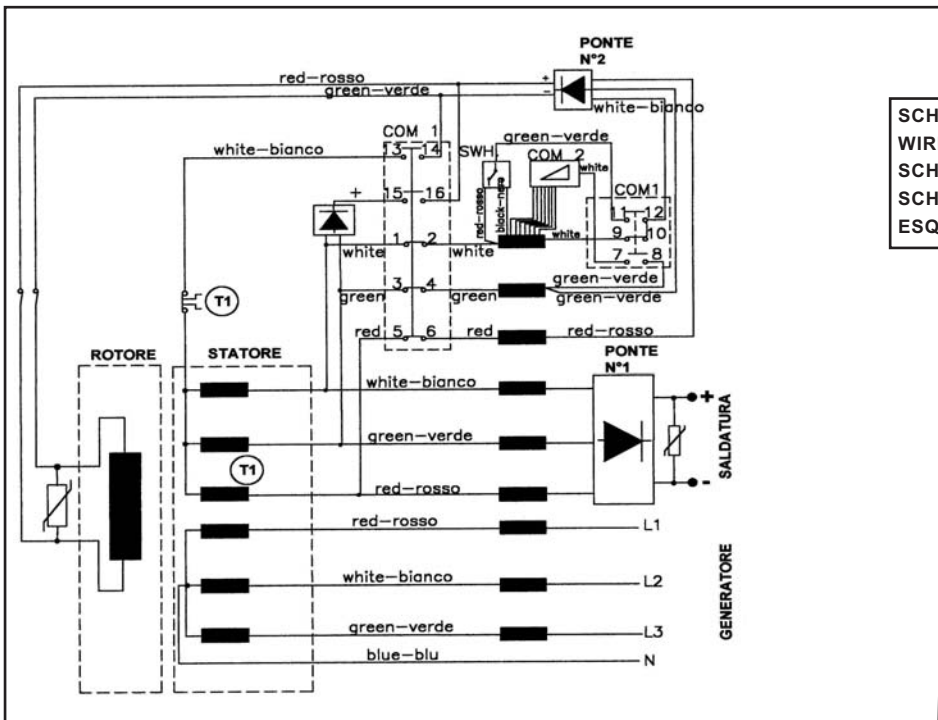 PONTE
N°2
red-rosso
green-verde
+
-
white-bianco
SCH
WIR
SCH
SCH
ESQ
COM 1
white-bianco
13 14
SWH.
green-verde
COM 2
white
COM1
15 16
+
red-rosso
black-nero
11 12
white
1 2
white
white
9 10
7 8
green
3 4
green
green-verde
green-verde
T1
red
5 6
red
red-rosso
ROTORE
STATORE
PONTE
N°1
white-bianco
+
green-verde
SALDATURA
T1
red-rosso
-
red-rosso
L1
white-bianco
L2
GENERATORE
green-verde
L3
blue-blu
N